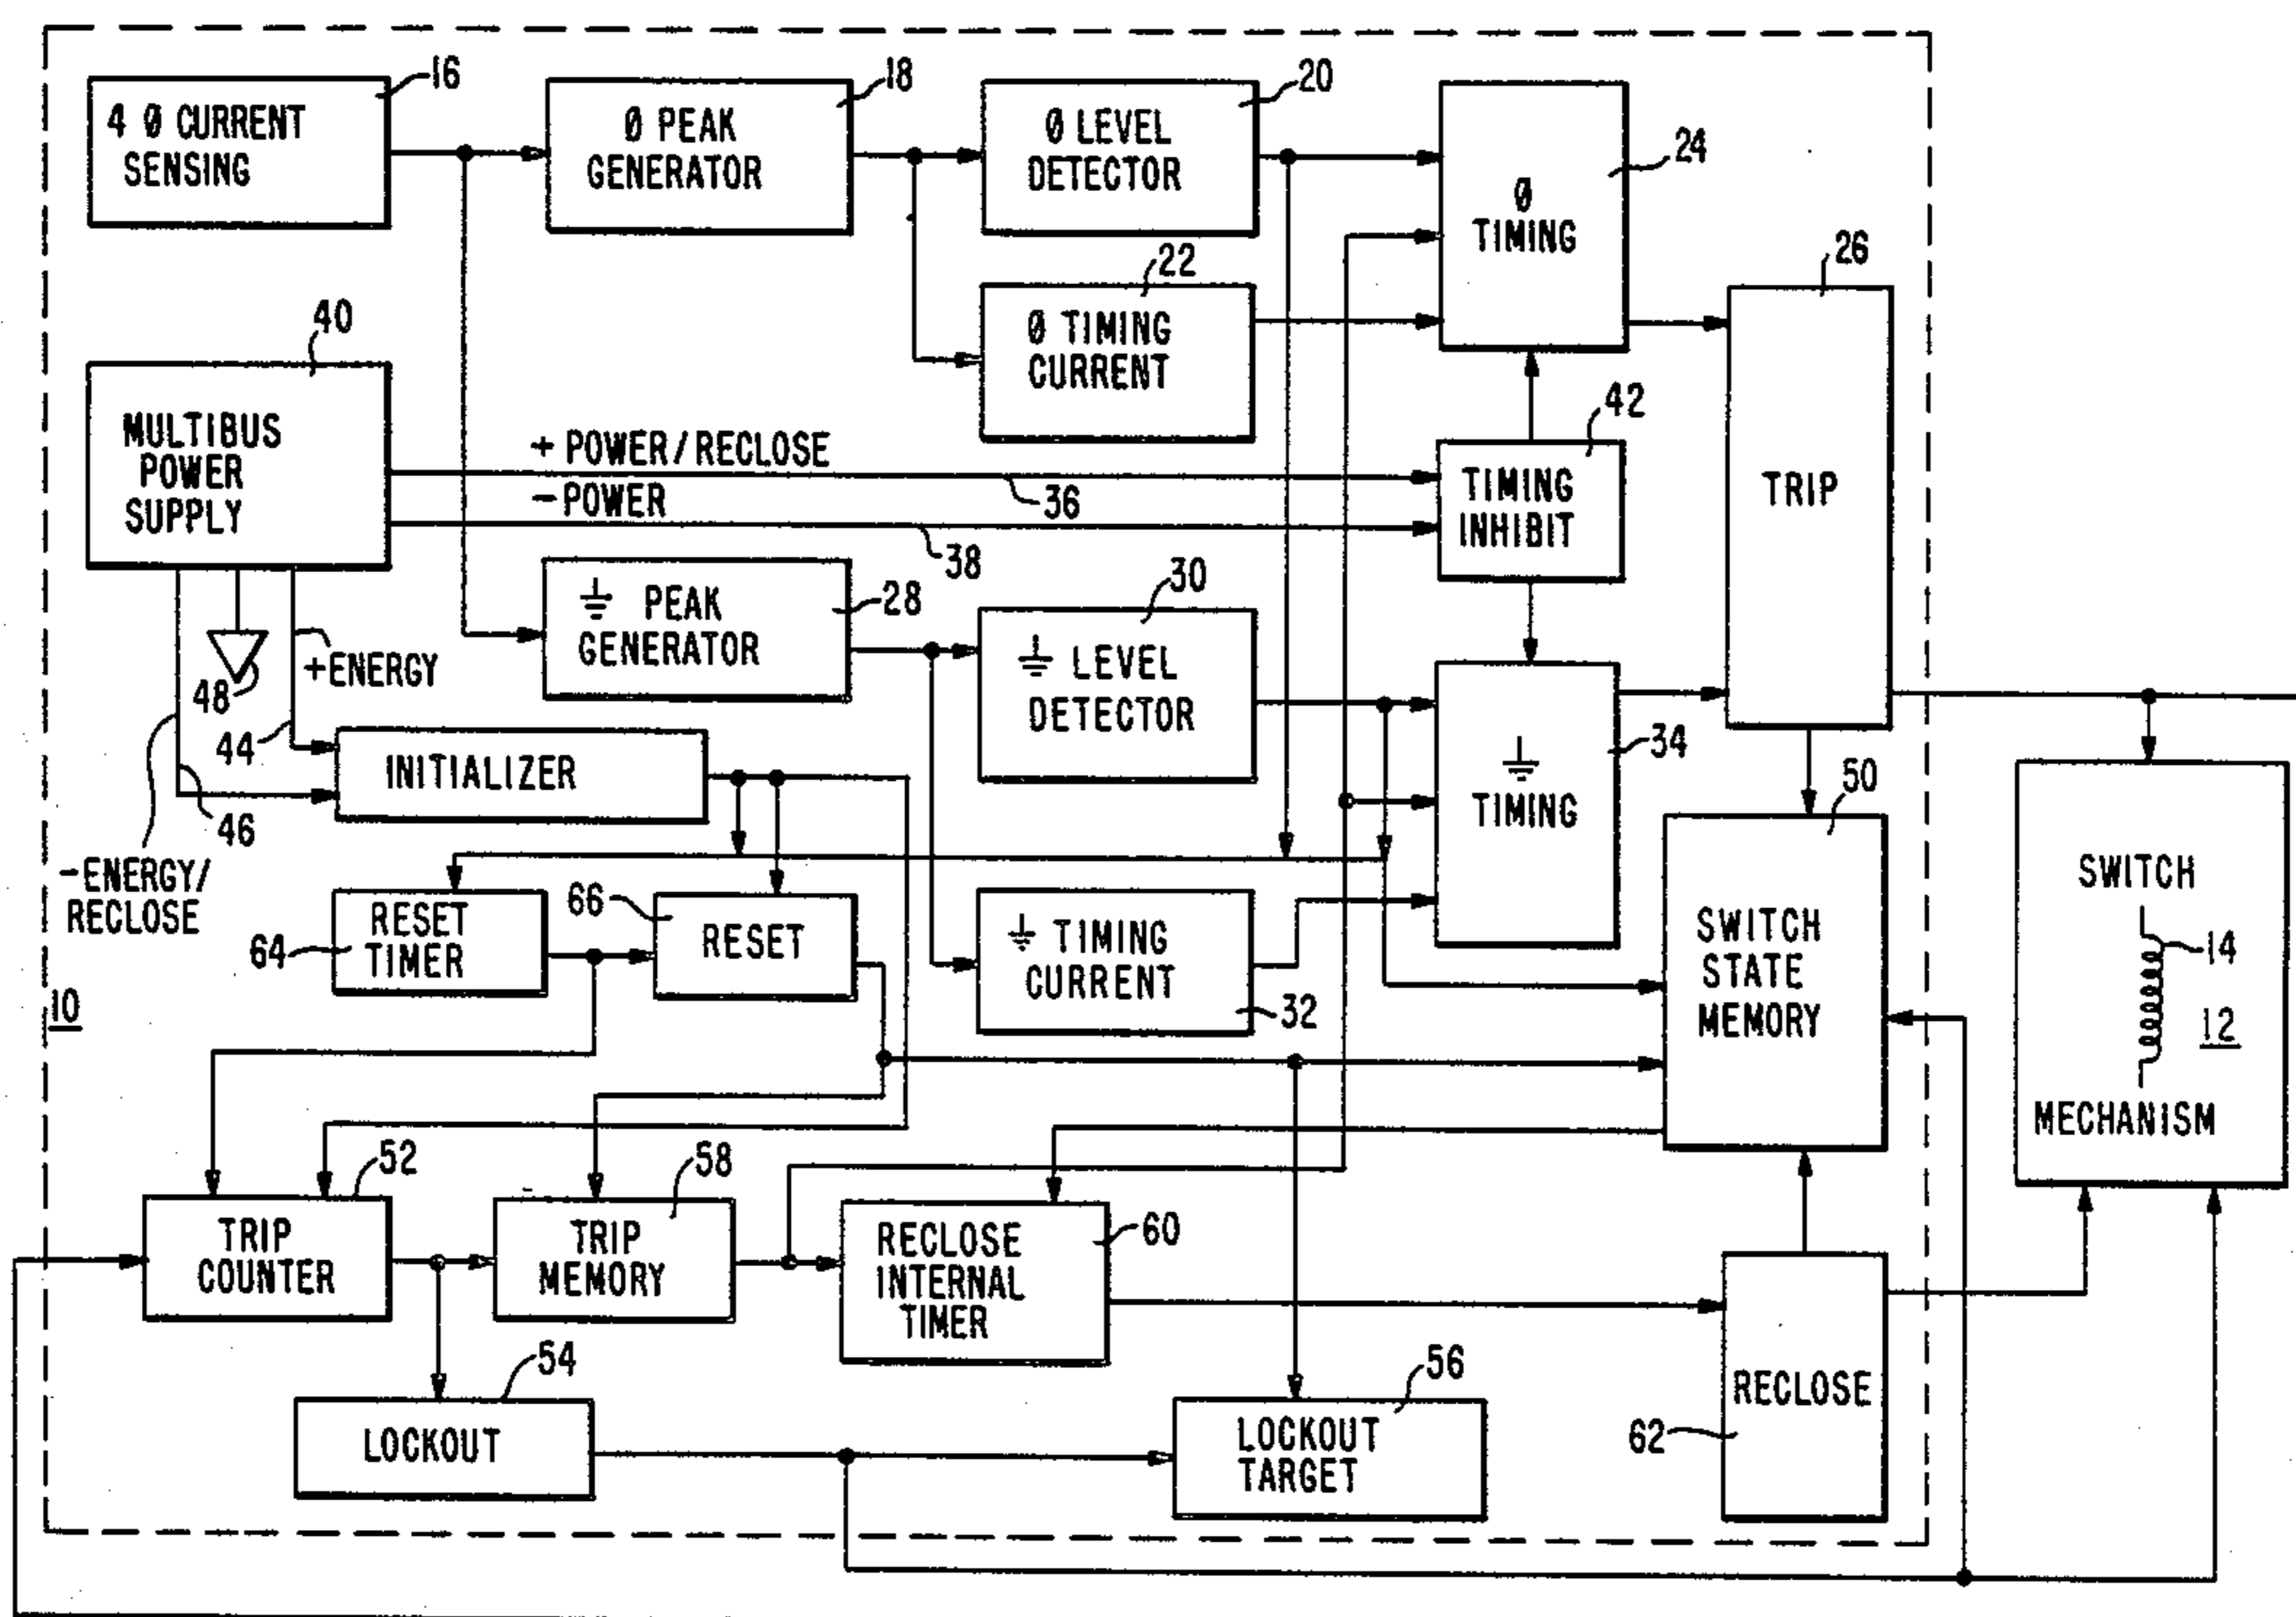 16
4 Ø CURRENT
SENSING
18
Ø PEAK
GENERATOR
20
Ø LEVEL
DETECTOR
24
Ø
TIMING
22
Ø TIMING
CURRENT
26
TRIP
40
MULTIBUS
POWER
SUPPLY
+ POWER/RECLOSE
36
− POWER
38
42
TIMING
INHIBIT
28
PEAK
GENERATOR
30
LEVEL
DETECTOR
34
TIMING
48
+ENERGY
44
46
−ENERGY/
RECLOSE
INITIALIZER
50
SWITCH
STATE
MEMORY
SWITCH
14
12
MECHANISM
64
RESET
TIMER
66
RESET
TIMING
CURRENT
32
10
52
TRIP
COUNTER
58
TRIP
MEMORY
60
RECLOSE
INTERNAL
TIMER
62
RECLOSE
54
LOCKOUT
56
LOCKOUT
TARGET